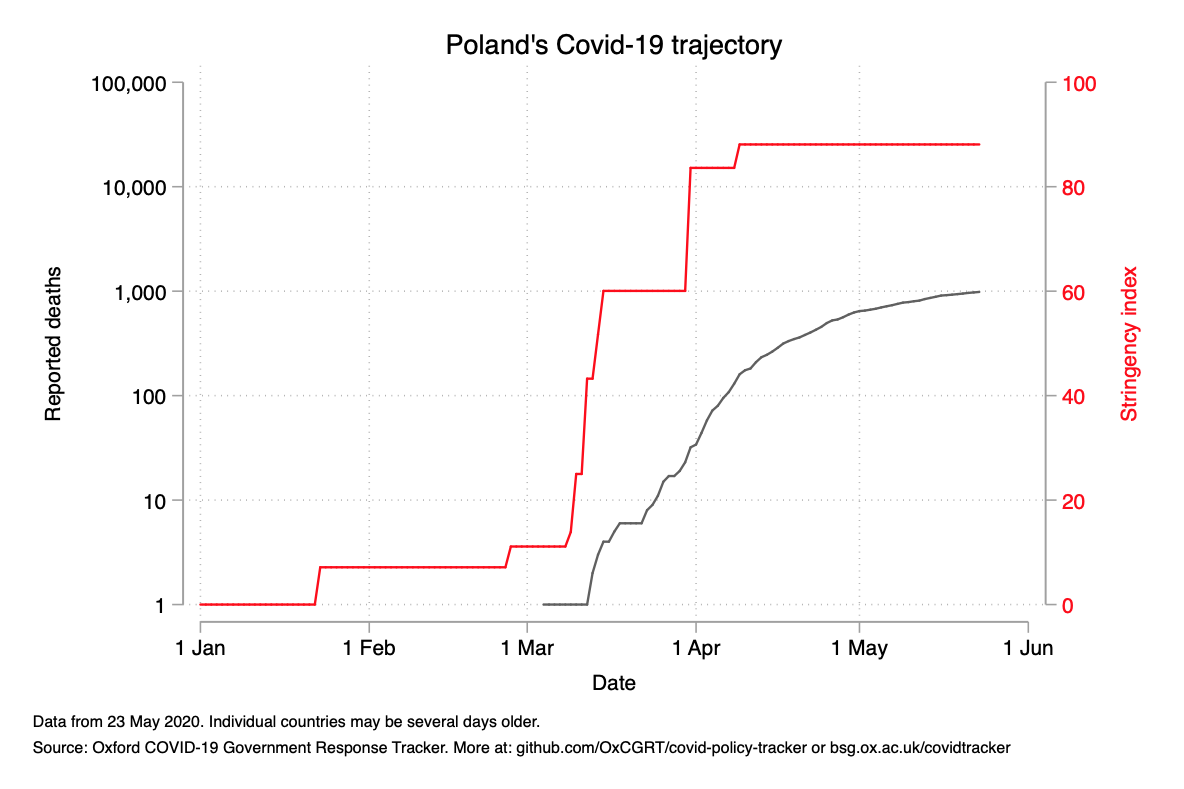 Poland's Covid-19 trajectory
100,000
10,000
1,000
100
10
1
Reported deaths
100
80
60
40
20
0
Stringency index
1 Jan
1 Feb
1 Mar
1 Apr
1 May
1 Jun
Date
Data from 23 May 2020. Individual countries may be several days older.
Source: Oxford COVID-19 Government Response Tracker. More at: github.com/OxCGRT/covid-policy-tracker or bsg.ox.ac.uk/covidtracker